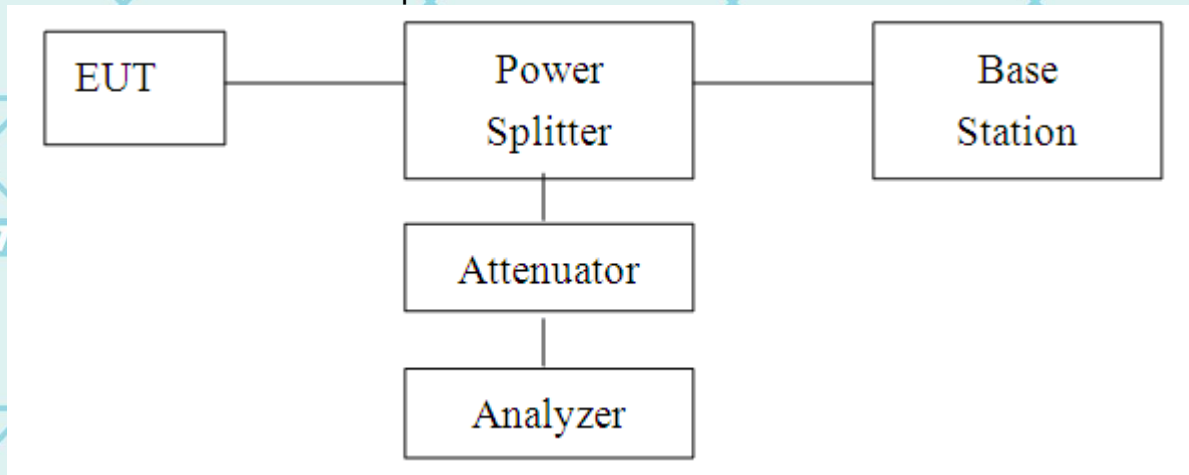 EUT
Power
Splitter
Base
Station
Attenuator
Analyzer